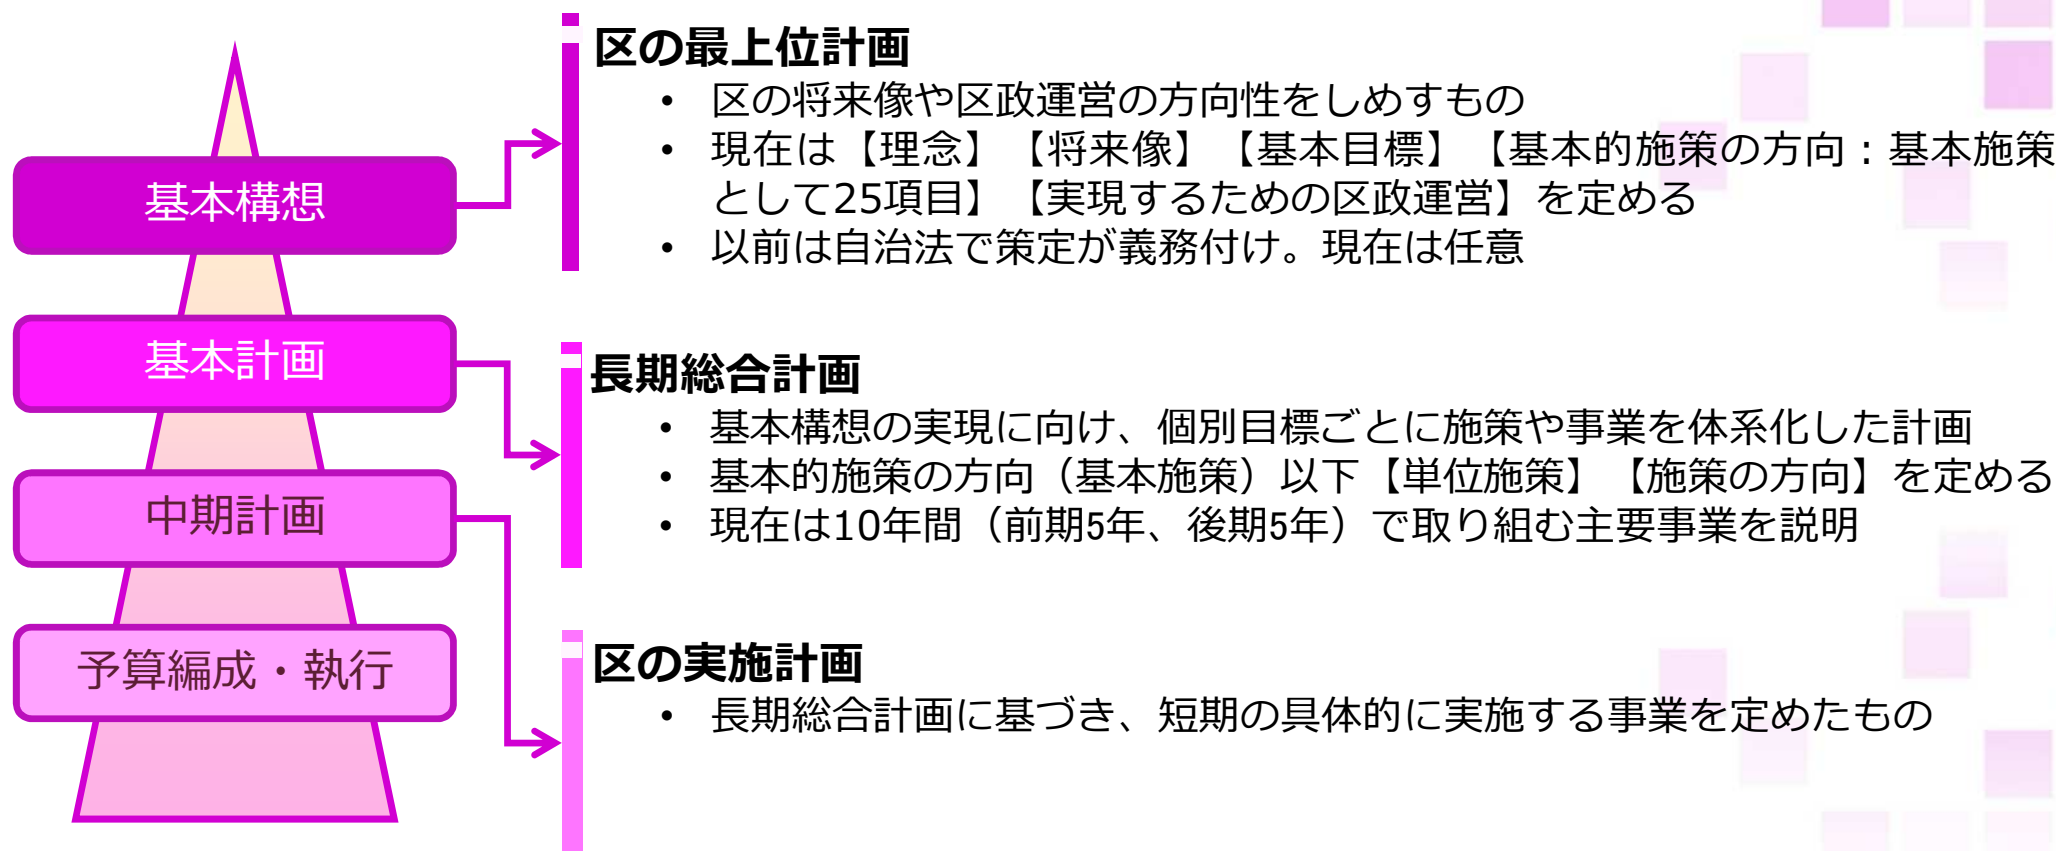 基本構想
基本計画
中期計画
予算編成・執行
区の最上位計画
• 区の将来像や区政運営の方向性をしめすもの
• 現在は【理念】【将来像】【基本目標】【基本的施策の方向：基本施策
として25項目】【実現するための区政運営】を定める
• 以前は自治法で策定が義務付け。現在は任意
長期総合計画
• 基本構想の実現に向け、個別目標ごとに施策や事業を体系化した計画
• 基本的施策の方向（基本施策）以下【単位施策】【施策の方向】を定める
• 現在は10年間（前期5年、後期5年）で取り組む主要事業を説明
区の実施計画
• 長期総合計画に基づき、短期の具体的に実施する事業を定めたもの